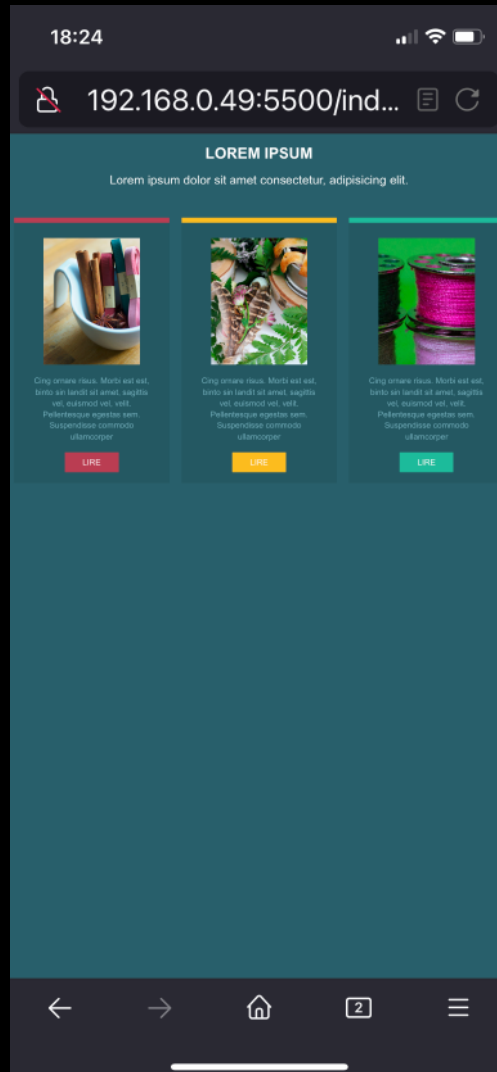 18:24
192.168.0.49:5500/ind...
LOREM IPSUM
Lorem ipsum dolor sit amet consectetur, adipisicing elit.
Cing ornare risus. Morbi est est,
binto sin landit sit amet, sagittis
vel, euismod vel, velit.
Pellentesque egestas sem.
Suspendisse commodo
ullamcorper
LIRE
Cing ornare risus. Morbi est est,
binto sin landit sit amet, sagittis
vel, euismod vel, velit.
Pellentesque egestas sem.
Suspendisse commodo
ullamcorper
LIRE
Cing ornare risus. Morbi est est,
binto sin landit sit amet, sagittis
vel, euismod vel, velit.
Pellentesque egestas sem.
Suspendisse commodo
ullamcorper
LIRE
2